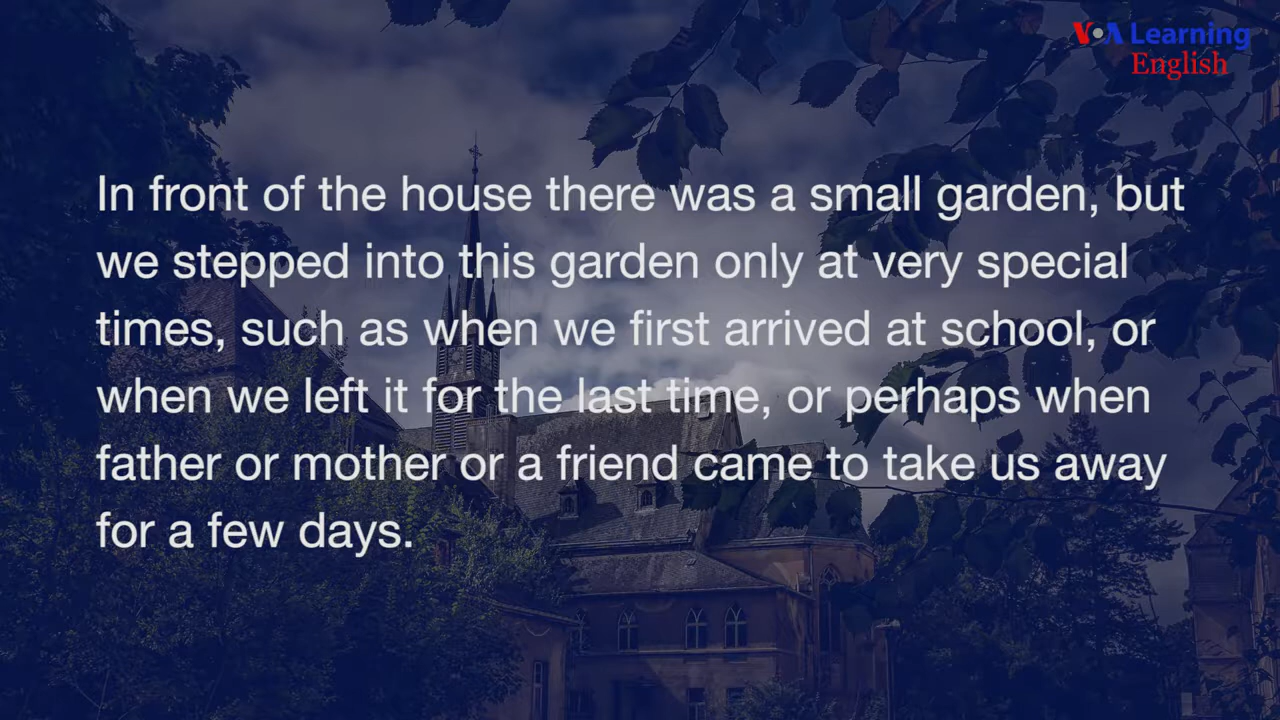 VOA Learning
English
In front of the house there was a small garden, but
we stepped into this garden only at very special
times, such as when we first arrived at school, or
when we left it for the last time, or perhaps when
father or mother or a friend came to take us away
for a few days.